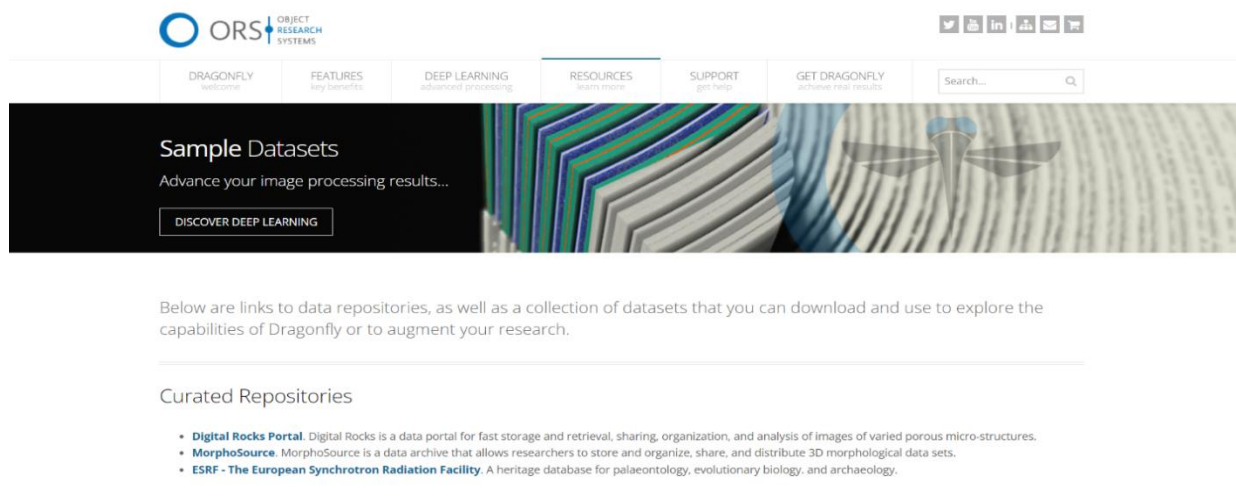 ORS
OBJECT
RESEARCH
SYSTEMS
DRAGONFLY
welcome
FEATURES
key benefits
DEEP LEARNING
advanced processing
RESOURCES
learn more
SUPPORT
get help
GET DRAGONFLY
achieve real results
Search...
Sample Datasets
Advance your image processing results...
DISCOVER DEEP LEARNING
Below are links to data repositories, as well as a collection of datasets that you can download and use to explore the
capabilities of Dragonfly or to augment your research.
Curated Repositories
• Digital Rocks Portal. Digital Rocks is a data portal for fast storage and retrieval, sharing, organization, and analysis of images of varied porous micro-structures.
• MorphoSource. MorphoSource is a data archive that allows researchers to store and organize, share, and distribute 3D morphological data sets.
• ESRF - The European Synchrotron Radiation Facility. A heritage database for palaeontology, evolutionary biology. and archaeology.